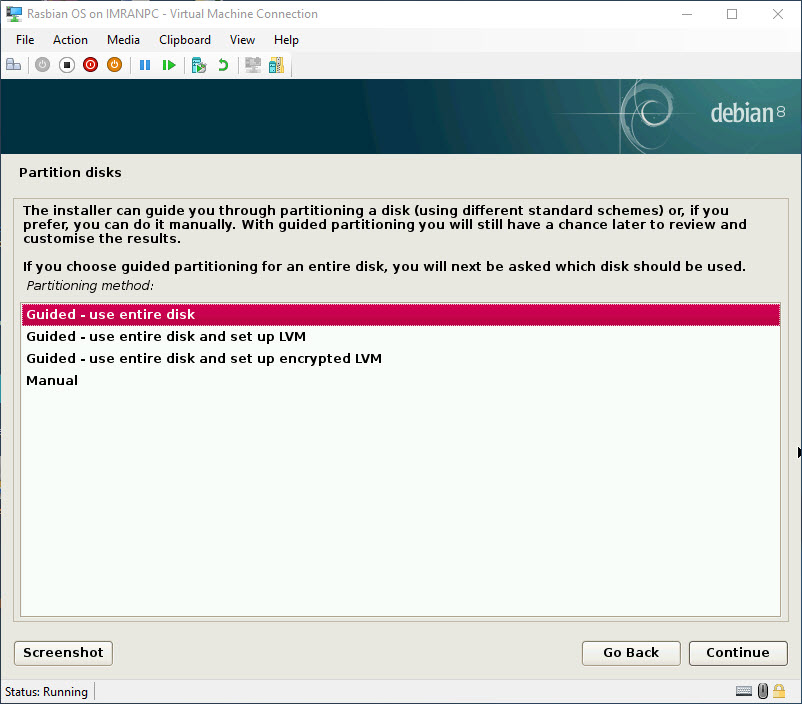 Rasbian OS on IMRANPC - Virtual Machine Connection
File Action Media Clipboard View Help
debian 8
Partition disks
The installer can guide you through partitioning a disk (using different standard schemes) or, if you
prefer, you can do it manually. With guided partitioning you will still have a chance later to review and
customise the results.
If you choose guided partitioning for an entire disk, you will next be asked which disk should be used.
Partitioning method:
Guided - use entire disk
Guided - use entire disk and set up LVM
Guided - use entire disk and set up encrypted LVM
Manual
Screenshot Go Back Continue
Status: Running